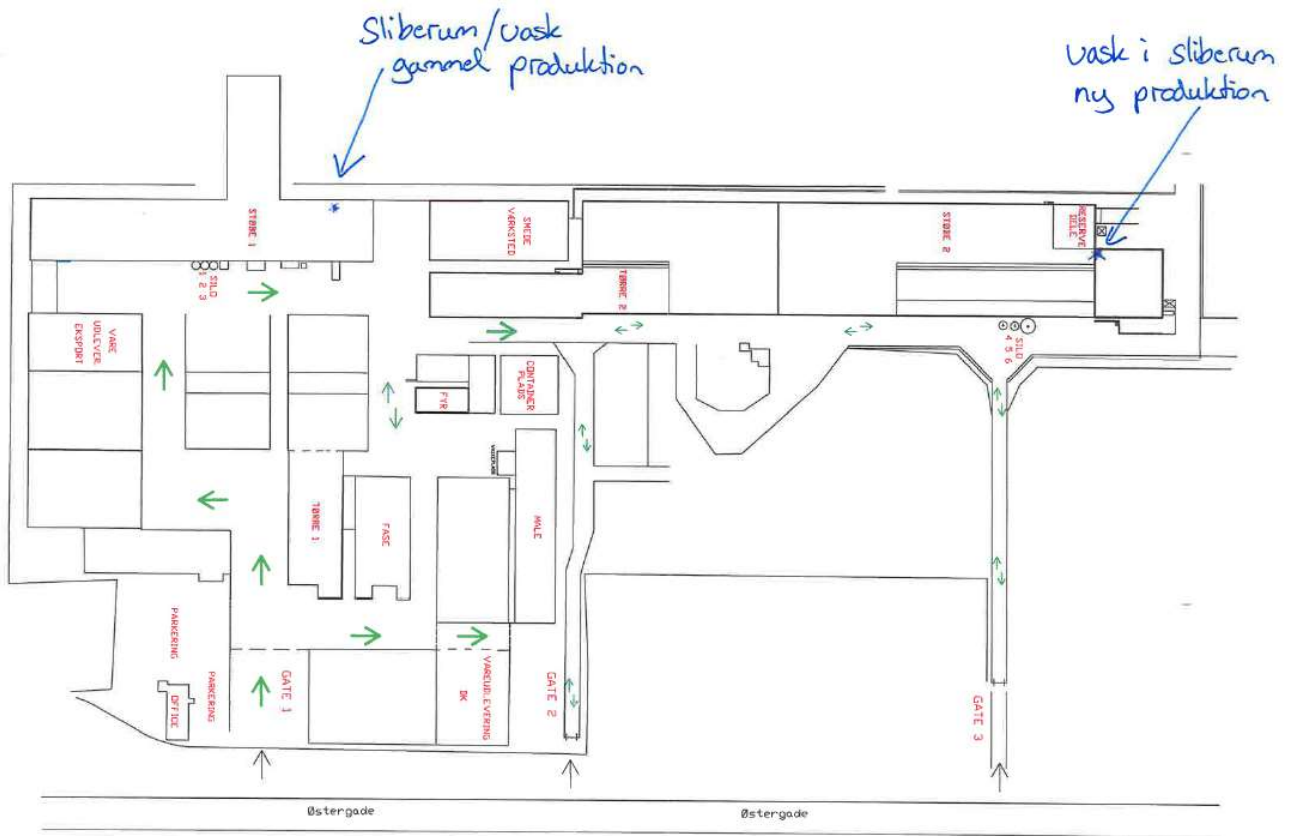 Sliberum/vask
gammel produktion
vask i sliberum
ny produktion
STØBE 1
SMEDE
VÆRKSTED
STØBE 2
RESERVE
DELE
SILO
1 2 3
TØRRE 2
SILO
4 5 6
VARE
UDLEVER.
EKSPORT
FYR
CONTAINER
PLADS
VASKEPLADS
TØRRE 1
FASE
MALE
PARKERING
PARKERING
OFFICE
GATE 1
VAREUDLEVERING
DK
GATE 2
GATE 3
Østergade
Østergade